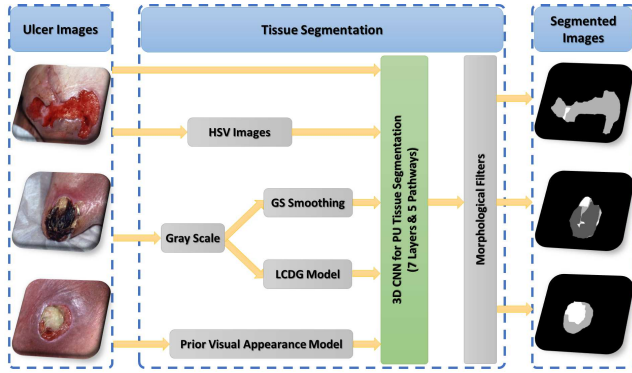 Ulcer Images
Tissue Segmentation
Segmented
Images
HSV Images
GS Smoothing
Gray Scale
LCDG Model
Prior Visual Appearance Model
3D CNN for PU Tissue Segmentation
(7 Layers & 5 Pathways)
Morphological Filters